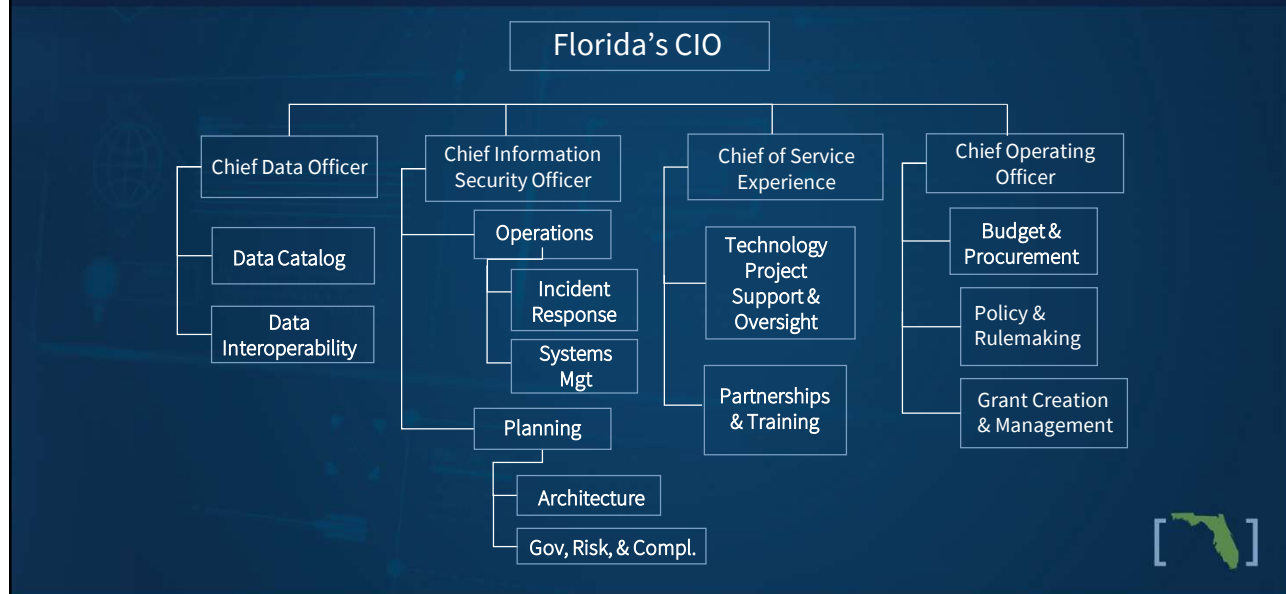 Florida's CIO
Chief Data Officer
Data Catalog
Data
Interoperability
Chief Information
Security Officer
Operations
Incident
Response
Systems
Mgt
Planning
Architecture
Gov, Risk, & Compl.
Chief of Service
Experience
Technology
Project
Support &
Oversight
Partnerships
& Training
Chief Operating
Officer
Budget &
Procurement
Policy &
Rulemaking
Grant Creation
& Management